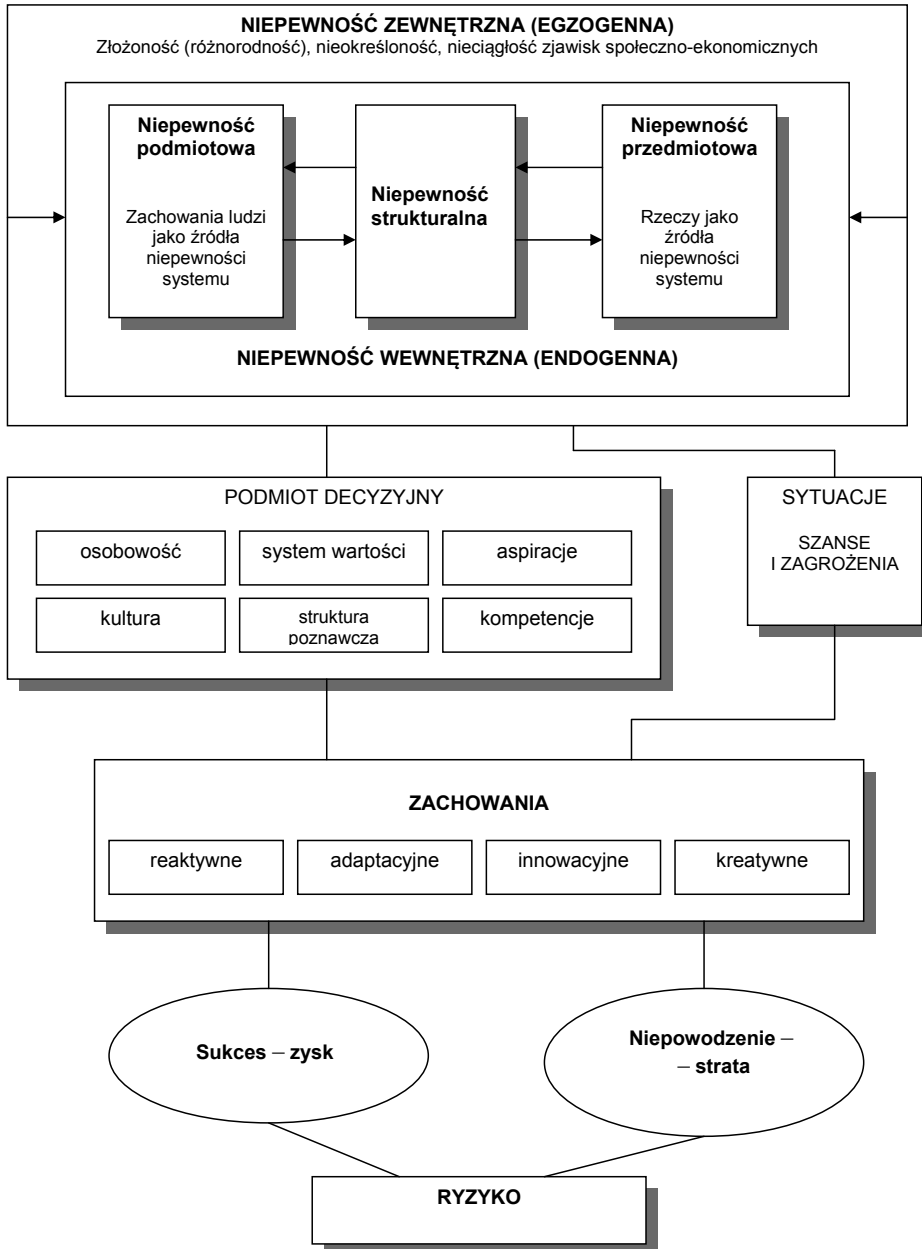 NIEPEWNOŚĆ ZEWNĘTRZNA (EGZOGENNA)
Złożoność (różnorodność), nieokreśloność, nieciągłość zjawisk społeczno-ekonomicznych
Niepewność
podmiotowa
Zachowania ludzi
jako źródła
niepewności
systemu
Niepewność
strukturalna
Niepewność
przedmiotowa
Rzeczy jako
źródła
niepewności
systemu
NIEPEWNOŚĆ WEWNĘTRZNA (ENDOGENNA)
PODMIOT DECYZYJNY
osobowość
system wartości
aspiracje
kultura
struktura
poznawcza
kompetencje
SYTUACJE
SZANSE
I ZAGROŻENIA
ZACHOWANIA
reaktywne
adaptacyjne
innowacyjne
kreatywne
Sukces – zysk
Niepowodzenie –
– strata
RYZYKO